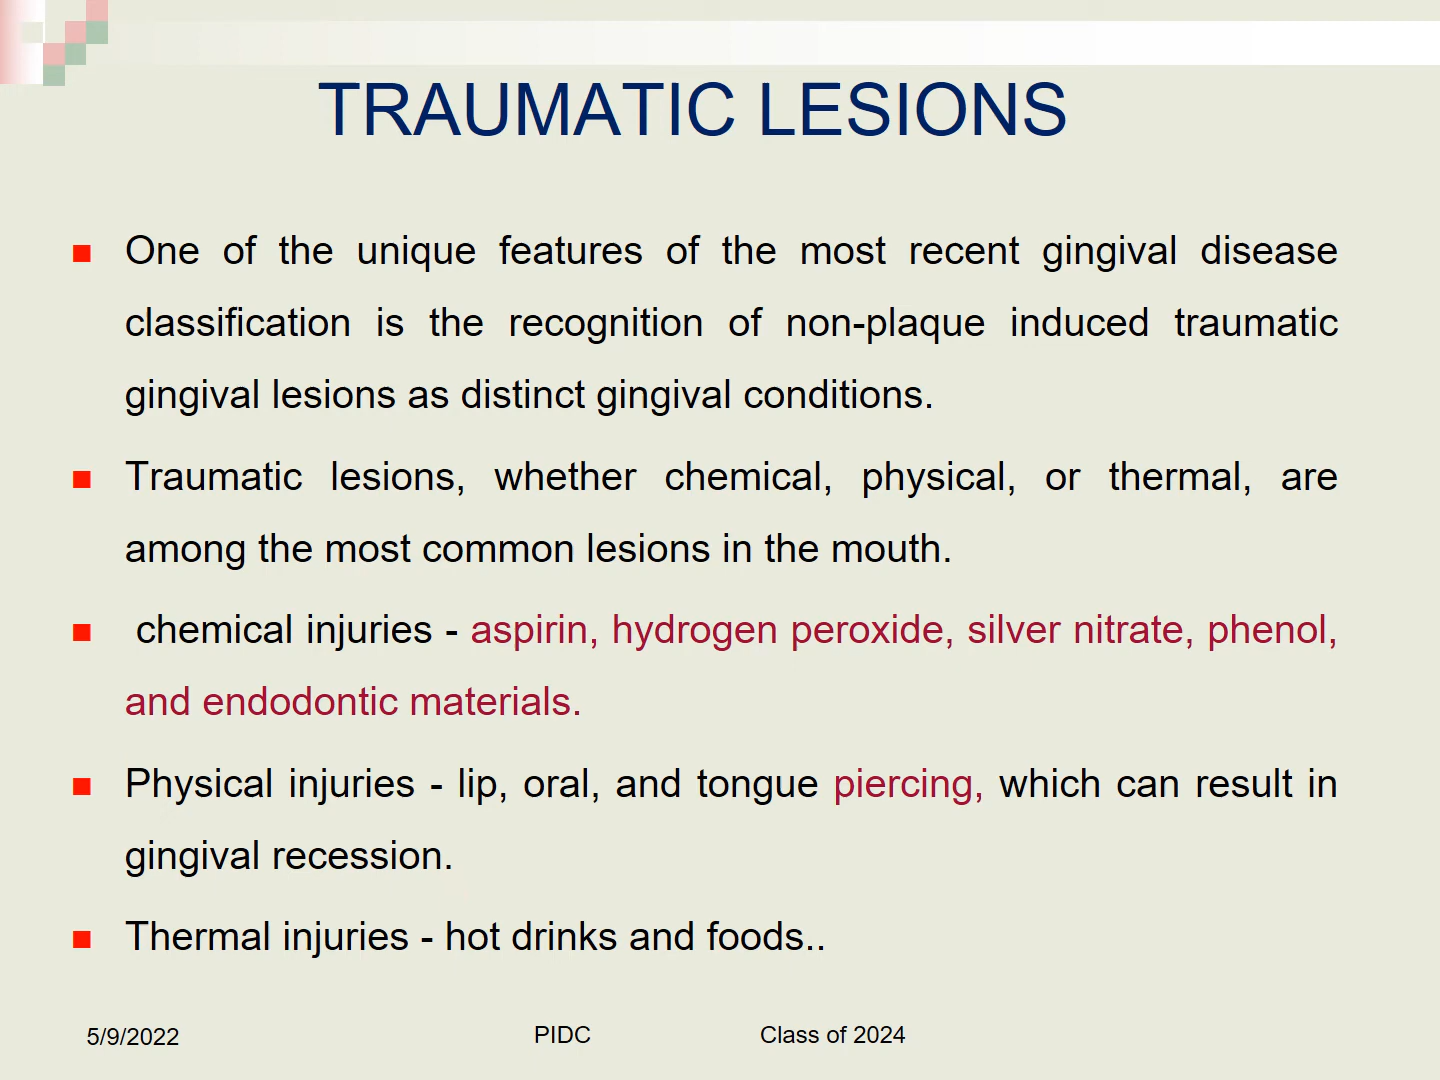 TRAUMATIC LESIONS
One of the unique features of the most recent gingival disease
classification is the recognition of non-plaque induced traumatic
gingival lesions as distinct gingival conditions.
Traumatic lesions, whether chemical, physical, or thermal, are
among the most common lesions in the mouth.
chemical injuries - aspirin, hydrogen peroxide, silver nitrate, phenol,
and endodontic materials.
Physical injuries - lip, oral, and tongue piercing, which can result in
gingival recession.
Thermal injuries - hot drinks and foods..
5/9/2022 PIDC Class of 2024